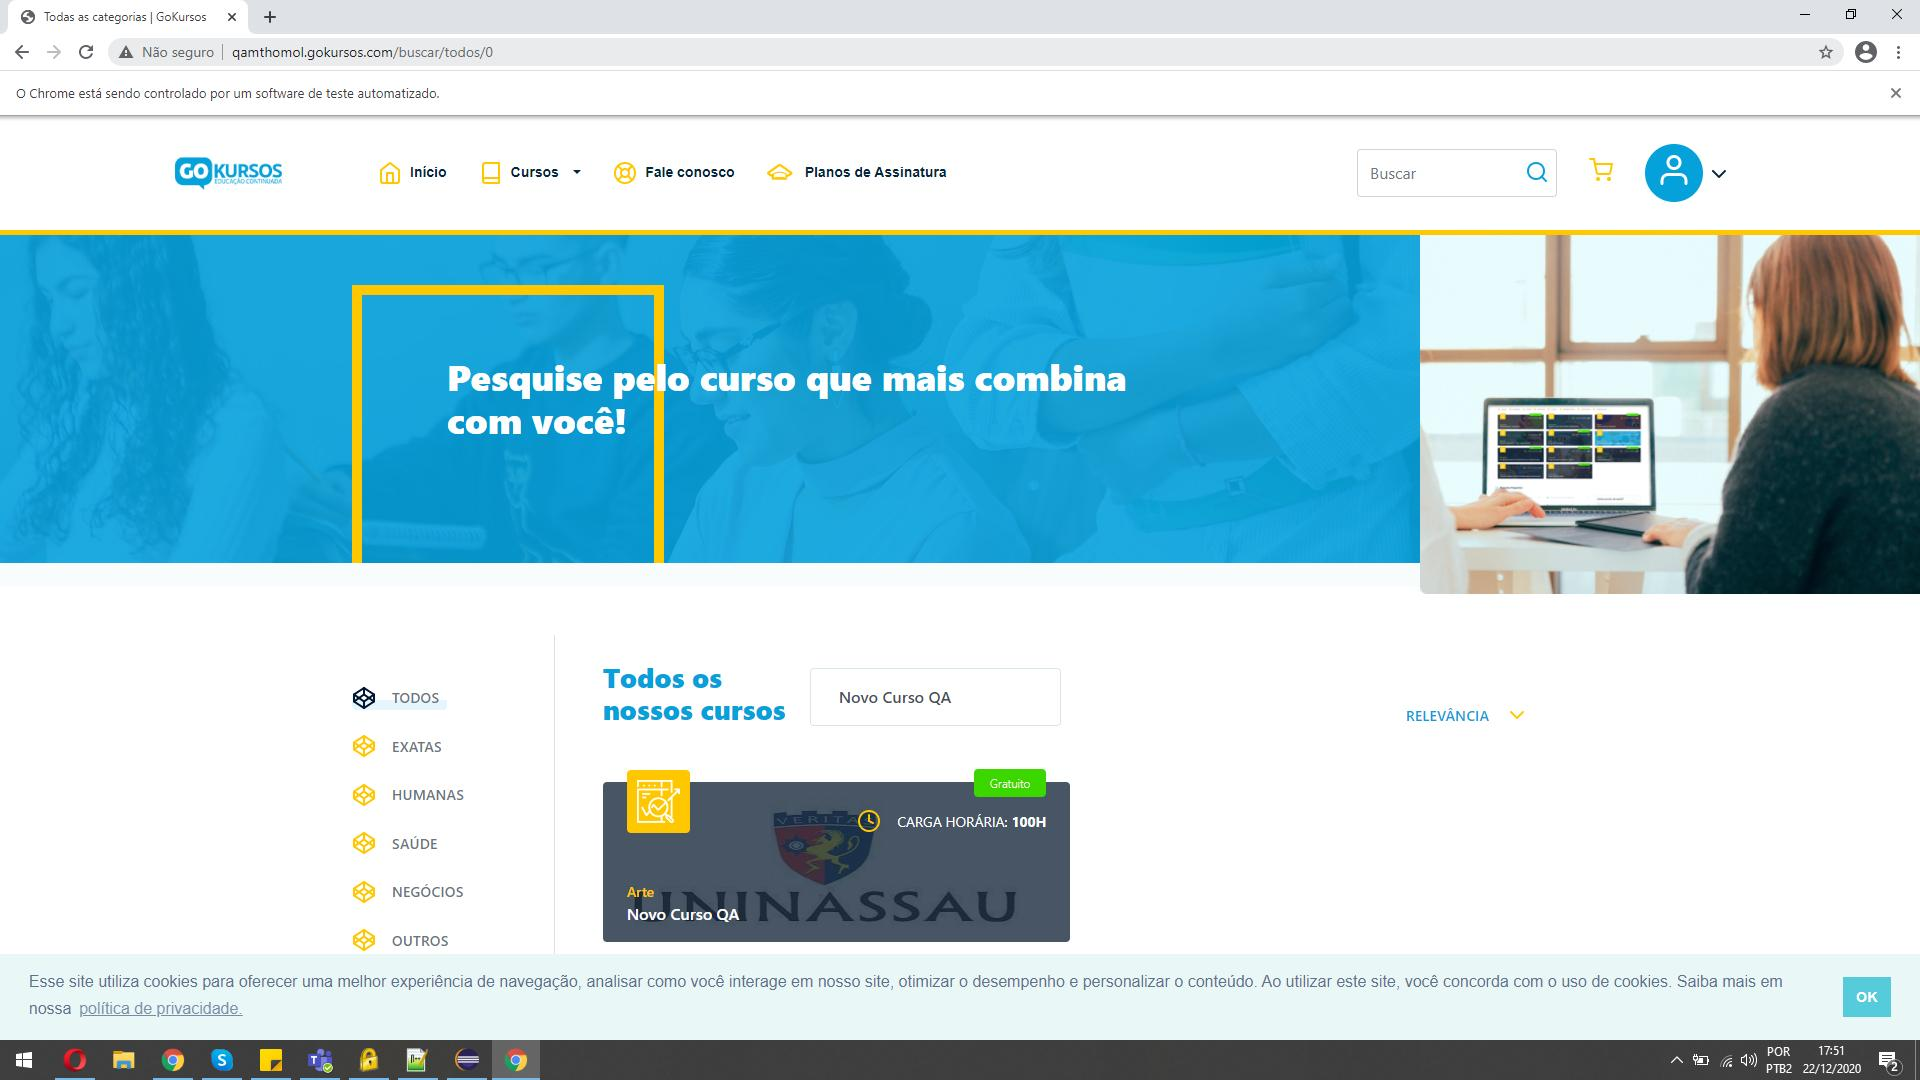 Todas as categorias | GoKursos
Não seguro
qamthomol.gokursos.com/buscar/todos/0
O Chrome está sendo controlado por um software de teste automatizado.
GOKURSOS
EDUCAÇÃO CONTINUADA
Início
Cursos
Fale conosco
Planos de Assinatura
Buscar
Pesquise pelo curso que mais combina
com você!
TODOS
EXATAS
HUMANAS
SAÚDE
NEGÓCIOS
OUTROS
Todos os
nossos cursos
Novo Curso QA
RELEVÂNCIA
Gratuito
VERITA
CARGA HORÁRIA: 100H
Arte
UNINASSAU
Novo Curso QA
Esse site utiliza cookies para oferecer uma melhor experiência de navegação, analisar como você interage em nosso site, otimizar o desempenho e personalizar o conteúdo. Ao utilizar este site, você concorda com o uso de cookies. Saiba mais em
nossa política de privacidade.
OK
POR
PTB2
17:51
22/12/2020
2